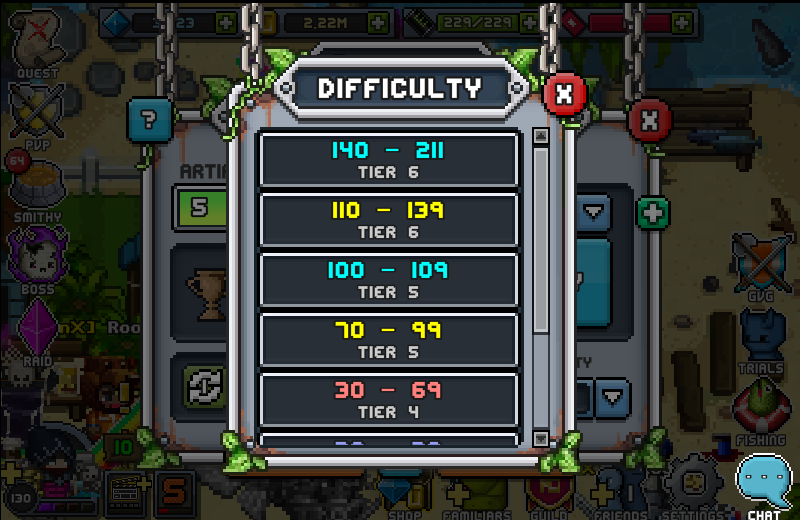 2.22M
229/229
QUEST
DIFFICULTY
X
?
X
PVP
140 - 211
TIER 6
64
5
110 - 139
TIER 6
SMITHY
100 - 109
TIER 5
BOSS
GVG
70 - 99
TIER 5
RAID
TRIALS
30 - 69
TIER 4
FISHING
10
130
S
SHOP
FAMILIARS
GUILD
FRIENDS
SETTINGS
CHAT